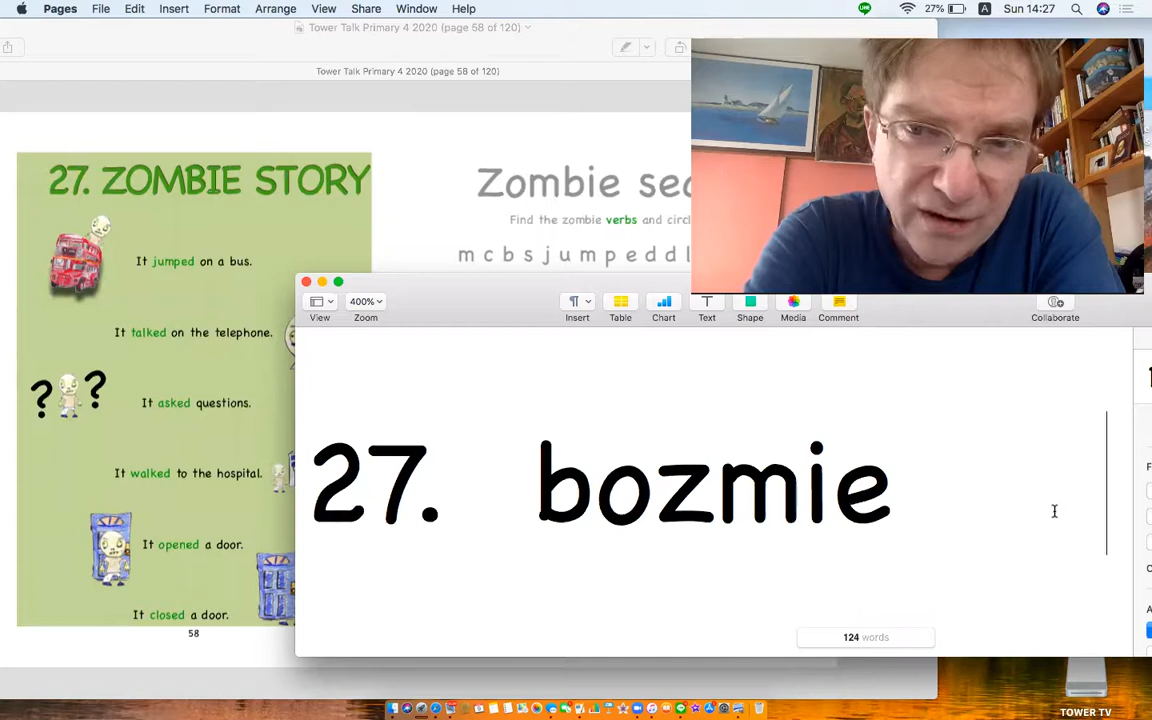 Pages File Edit Insert Format Arrange View Share Window Help 27% A Sun 14:27
Tower Talk Primary 4 2020 (page 58 of 120)
Tower Talk Primary 4 2020 (page 58 of 120)
27. ZOMBIE STORY
It jumped on a bus.
It talked on the telephone.
? ?
It asked questions.
It walked to the hospital.
It opened a door.
It closed a door.
58
Zombie
Find the zombie verbs and
m c b s j u m p e d d
View 400% Zoom Insert Table Chart Text Shape Media Comment Collaborate
27. bozmie
124 words
TOWER TV